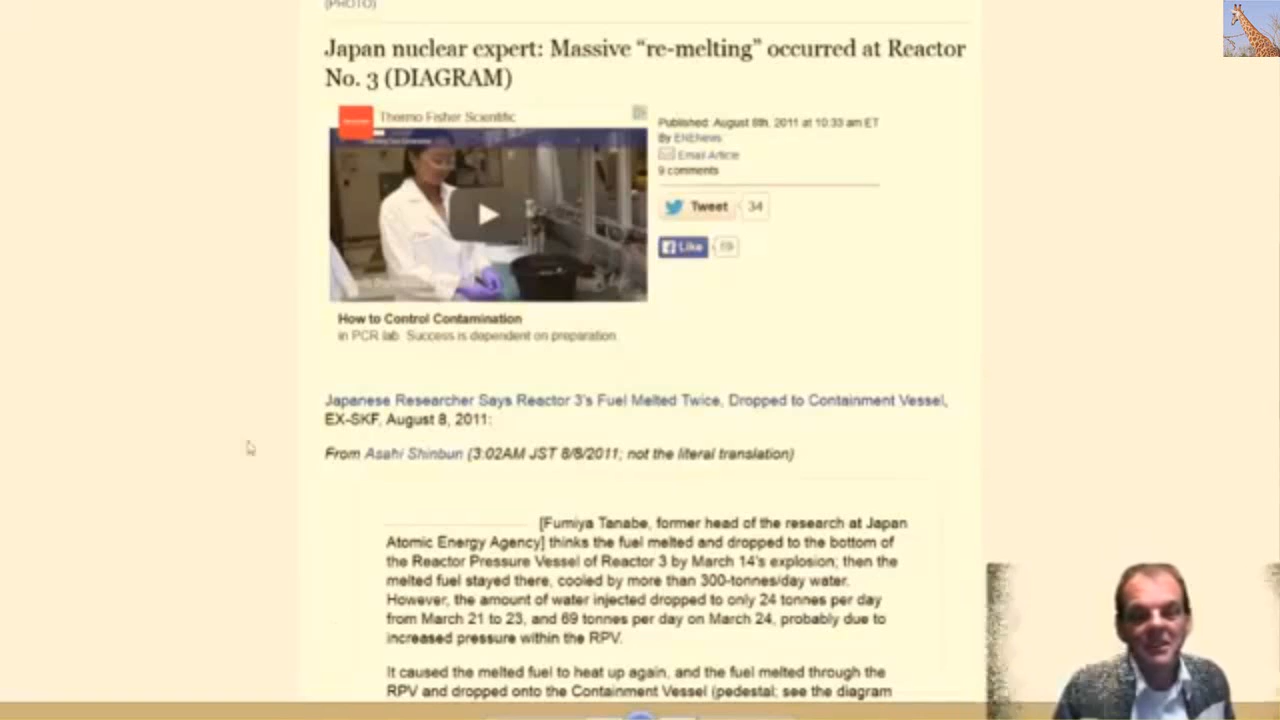 (PHOTO)
Japan nuclear expert: Massive “re-melting” occurred at Reactor
No. 3 (DIAGRAM)
Thermo Fisher Scientific
Published: August 8th, 2011 at 10:33 am ET
By ENENews
Email Article
9 comments
Tweet 34
Like 19
How to Control Contamination
in PCR lab. Success is dependent on preparation.
Japanese Researcher Says Reactor 3's Fuel Melted Twice, Dropped to Containment Vessel,
EX-SKF, August 8, 2011:
From Asahi Shinbun (3:02AM JST 8/8/2011; not the literal translation)
[Fumiya Tanabe, former head of the research at Japan
Atomic Energy Agency] thinks the fuel melted and dropped to the bottom of
the Reactor Pressure Vessel of Reactor 3 by March 14's explosion; then the
melted fuel stayed there, cooled by more than 300-tonnes/day water.
However, the amount of water injected dropped to only 24 tonnes per day
from March 21 to 23, and 69 tonnes per day on March 24, probably due to
increased pressure within the RPV.
It caused the melted fuel to heat up again, and the fuel melted through the
RPV and dropped onto the Containment Vessel (pedestal; see the diagram